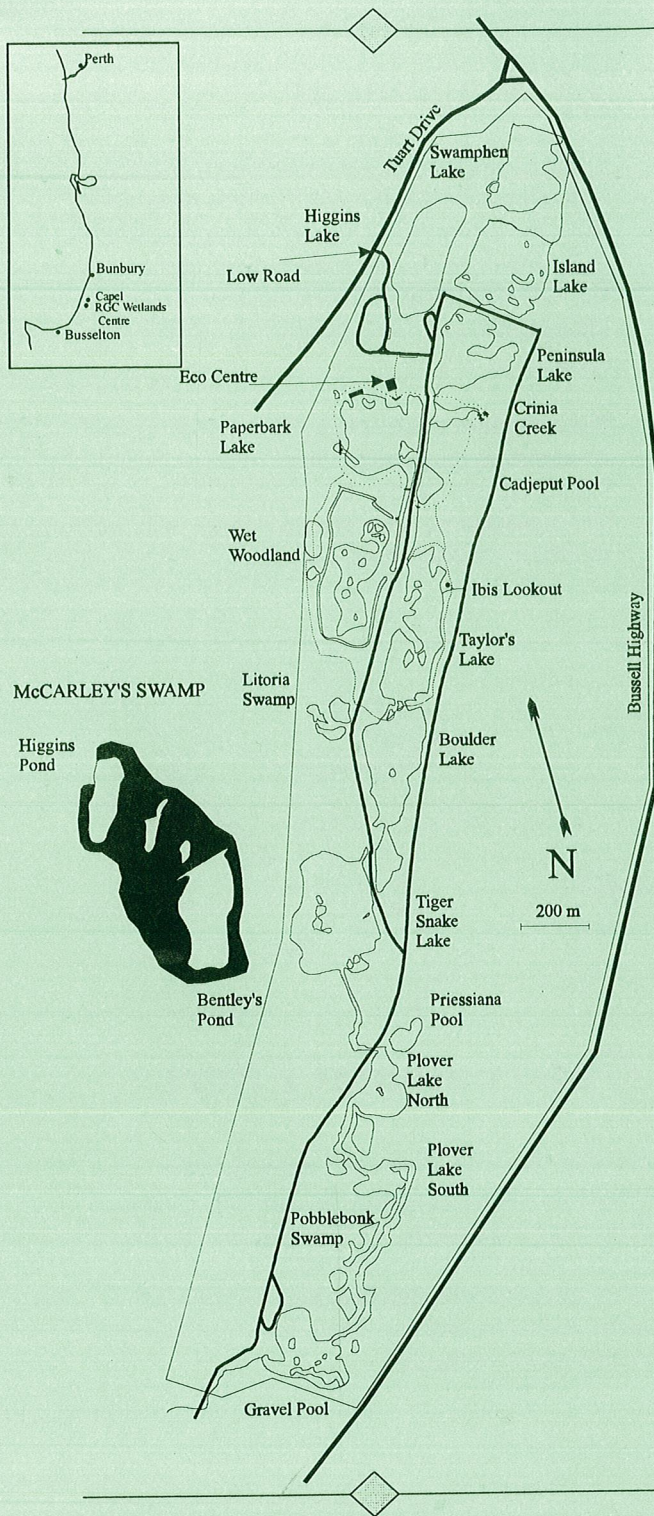 Perth
Bunbury
Capel
RGC Wetlands
Centre
Busselton
Tuart Drive
Swamphen
Lake
Higgins
Lake
Low Road
Island
Lake
Peninsula
Lake
Eco Centre
Crinia
Creek
Paperbark
Lake
Cadjeput Pool
Wet
Woodland
Ibis Lookout
Taylor's
Lake
Bussell Highway
McCARLEY'S SWAMP
Litoria
Swamp
Higgins
Pond
Boulder
Lake
N
200 m
Tiger
Snake
Lake
Bentley's
Pond
Priessiana
Pool
Plover
Lake
North
Plover
Lake
South
Pobblebonk
Swamp
Gravel Pool